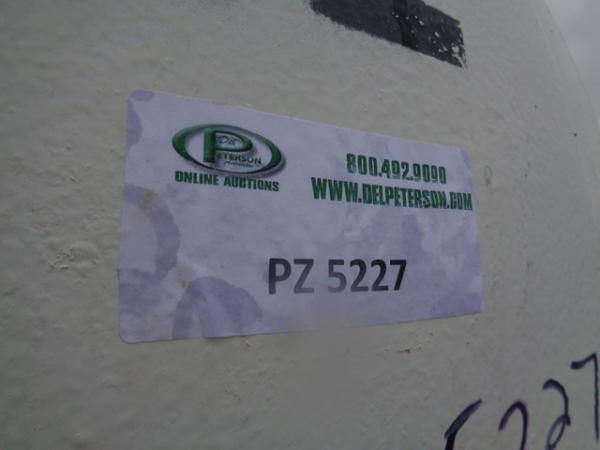 Del
PETERSON
ONLINE AUCTIONS
800.492.9090
WWW.DELPETERSON.COM
PZ 5227
5227